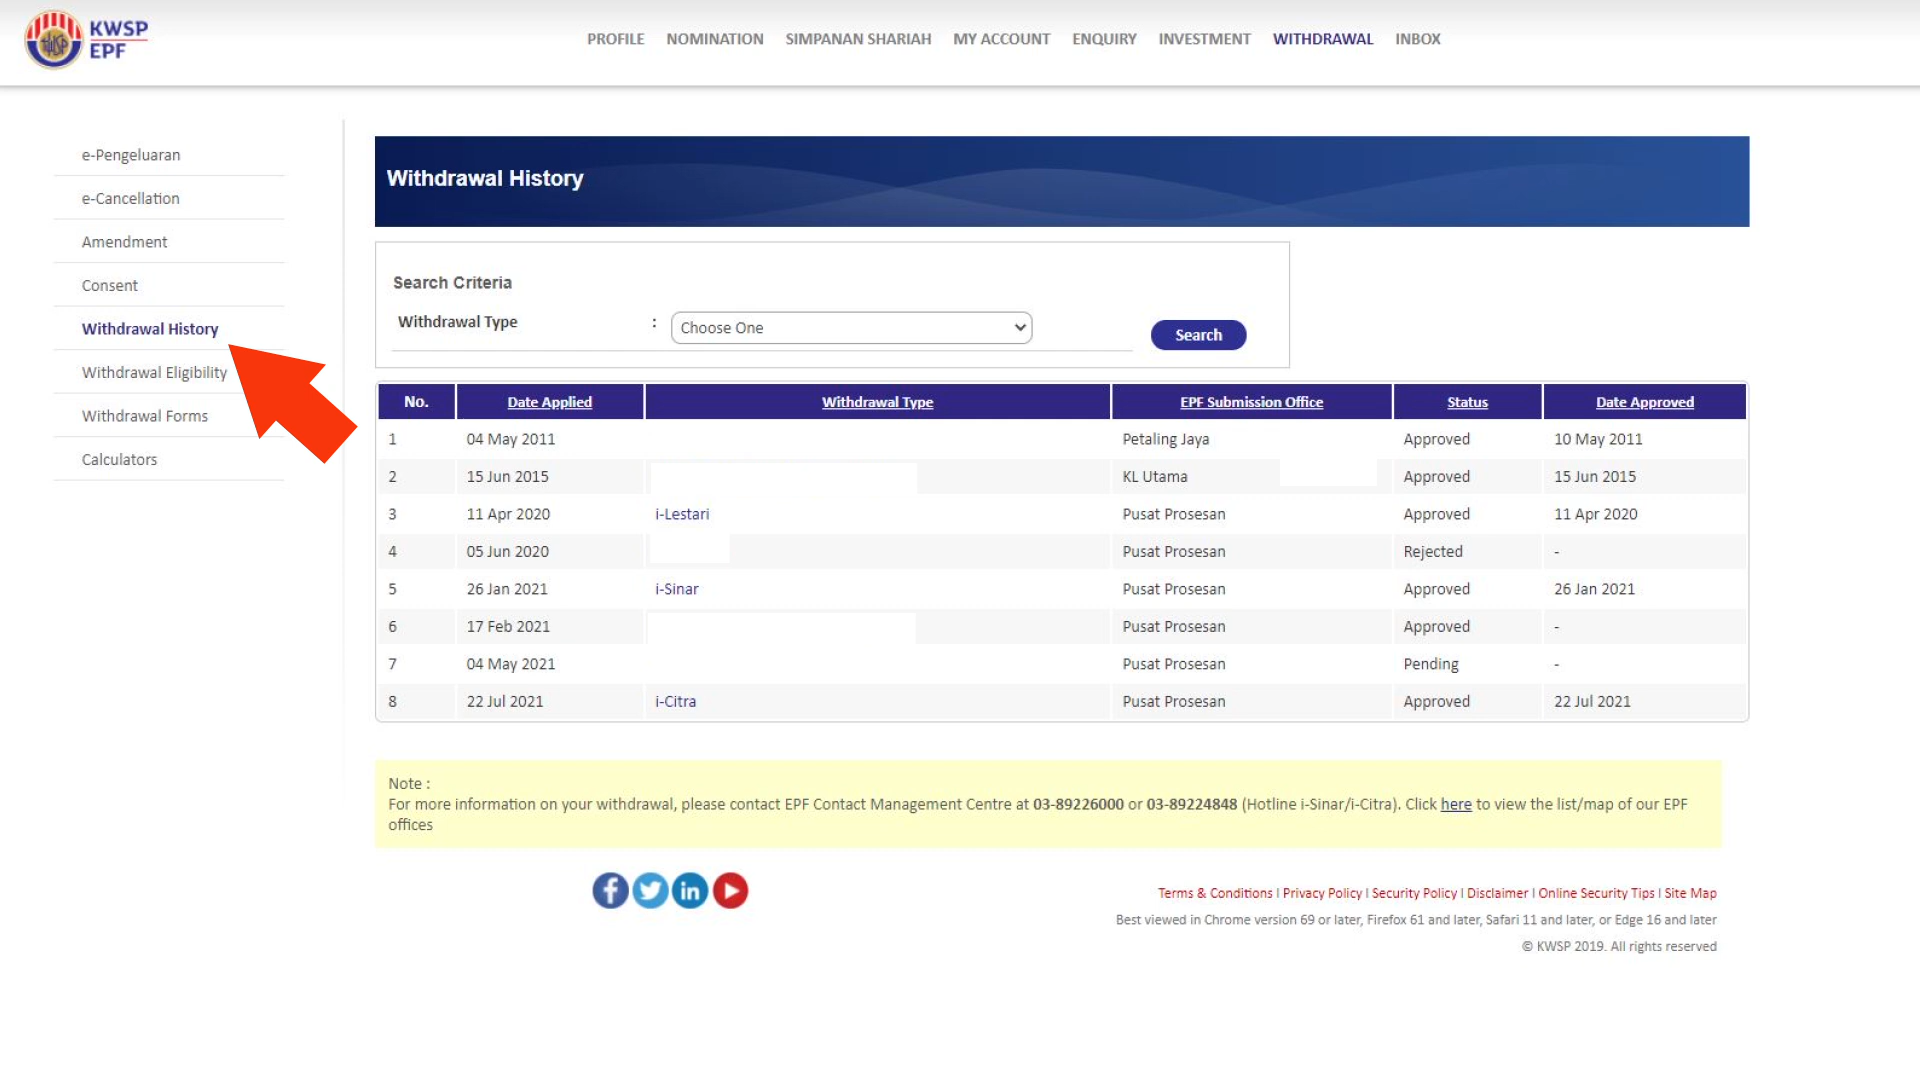 KWSP
EPF
PROFILE NOMINATION SIMPANAN SHARIAH MY ACCOUNT ENQUIRY INVESTMENT WITHDRAWAL INBOX
e-Pengeluaran
e-Cancellation
Amendment
Consent
Withdrawal History
Withdrawal Eligibility
Withdrawal Forms
Calculators
Withdrawal History
Search Criteria
Withdrawal Type : Choose One Search
No. Date Applied Withdrawal Type EPF Submission Office Status Date Approved
1 04 May 2011 Petaling Jaya Approved 10 May 2011
2 15 Jun 2015 KL Utama Approved 15 Jun 2015
3 11 Apr 2020 i-Lestari Pusat Prosesan Approved 11 Apr 2020
4 05 Jun 2020 Pusat Prosesan Rejected -
5 26 Jan 2021 i-Sinar Pusat Prosesan Approved 26 Jan 2021
6 17 Feb 2021 Pusat Prosesan Approved -
7 04 May 2021 Pusat Prosesan Pending -
8 22 Jul 2021 i-Citra Pusat Prosesan Approved 22 Jul 2021
Note :
For more information on your withdrawal, please contact EPF Contact Management Centre at 03-89226000 or 03-89224848 (Hotline i-Sinar/i-Citra). Click here to view the list/map of our EPF
offices
Terms & Conditions I Privacy Policy I Security Policy I Disclaimer I Online Security Tips I Site Map
Best viewed in Chrome version 69 or later, Firefox 61 and later, Safari 11 and later, or Edge 16 and later
© KWSP 2019. All rights reserved